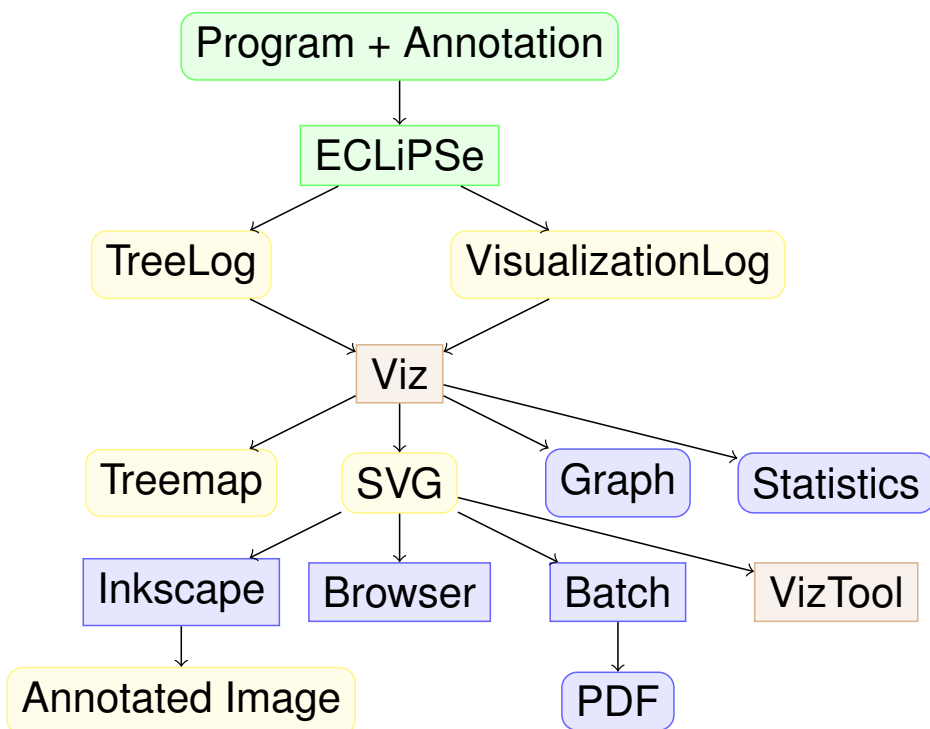 Program + Annotation
ECLiPSe
TreeLog
VisualizationLog
Viz
Treemap
SVG
Graph
Statistics
Inkscape
Browser
Batch
VizTool
Annotated Image
PDF